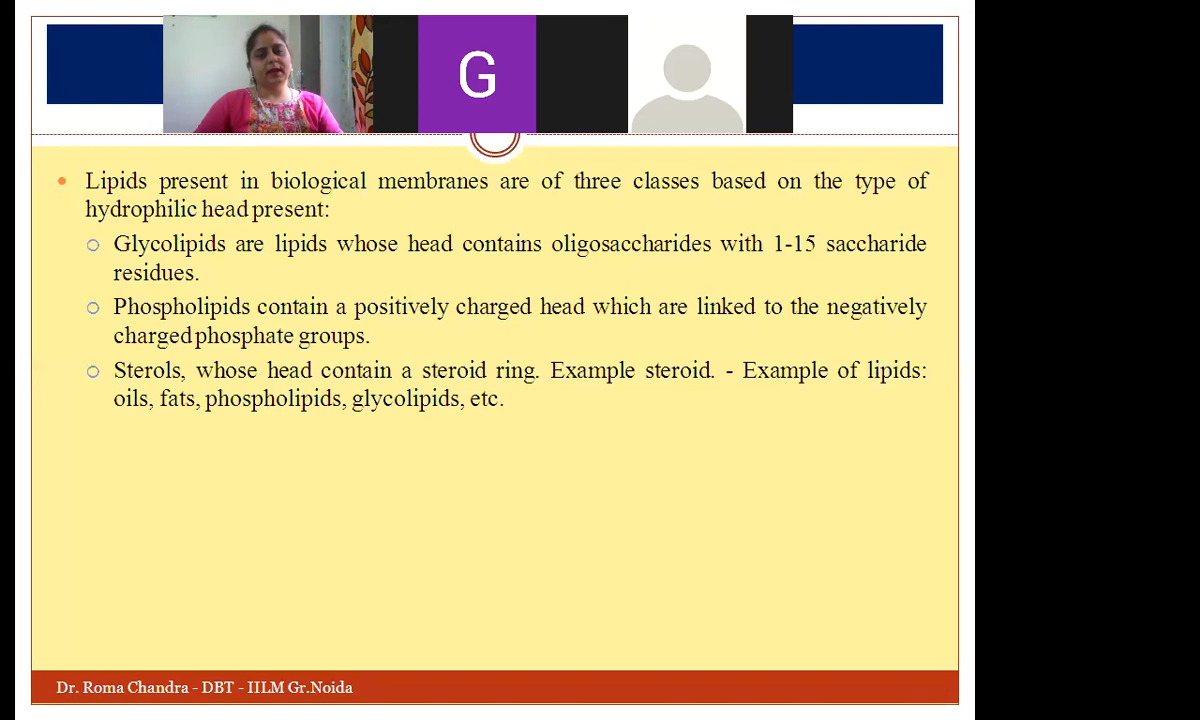 G
Lipids present in biological membranes are of three classes based on the type of
hydrophilic head present:
Glycolipids are lipids whose head contains oligosaccharides with 1-15 saccharide
residues.
Phospholipids contain a positively charged head which are linked to the negatively
charged phosphate groups.
Sterols, whose head contain a steroid ring. Example steroid. - Example of lipids:
oils, fats, phospholipids, glycolipids, etc.
Dr. Roma Chandra - DBT - IILM Gr.Noida